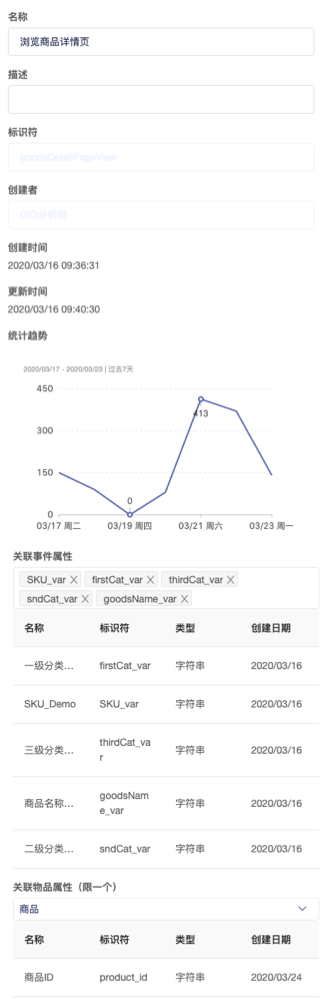 名称
浏览商品详情页
描述
标识符
goodsDetailPageView
创建者
GIO分析师
创建时间
2020/03/16 09:36:31
更新时间
2020/03/16 09:40:30
统计趋势
2020/03/17 - 2020/03/23 | 过去7天
450
300
150
0
413
0
03/17 周二 03/19 周四 03/21 周六 03/23 周一
关联事件属性
SKU_var × firstCat_var × thirdCat_var ×
sndCat_var × goodsName_var ×
名称 标识符 类型 创建日期
一级分类... firstCat_var 字符串 2020/03/16
SKU_Demo SKU_var 字符串 2020/03/16
三级分类... thirdCat_va
r 字符串 2020/03/16
商品名称... goodsNam
e_var 字符串 2020/03/16
二级分类... sndCat_var 字符串 2020/03/16
关联物品属性（限一个）
商品
名称 标识符 类型 创建日期
商品ID product_id 字符串 2020/03/24